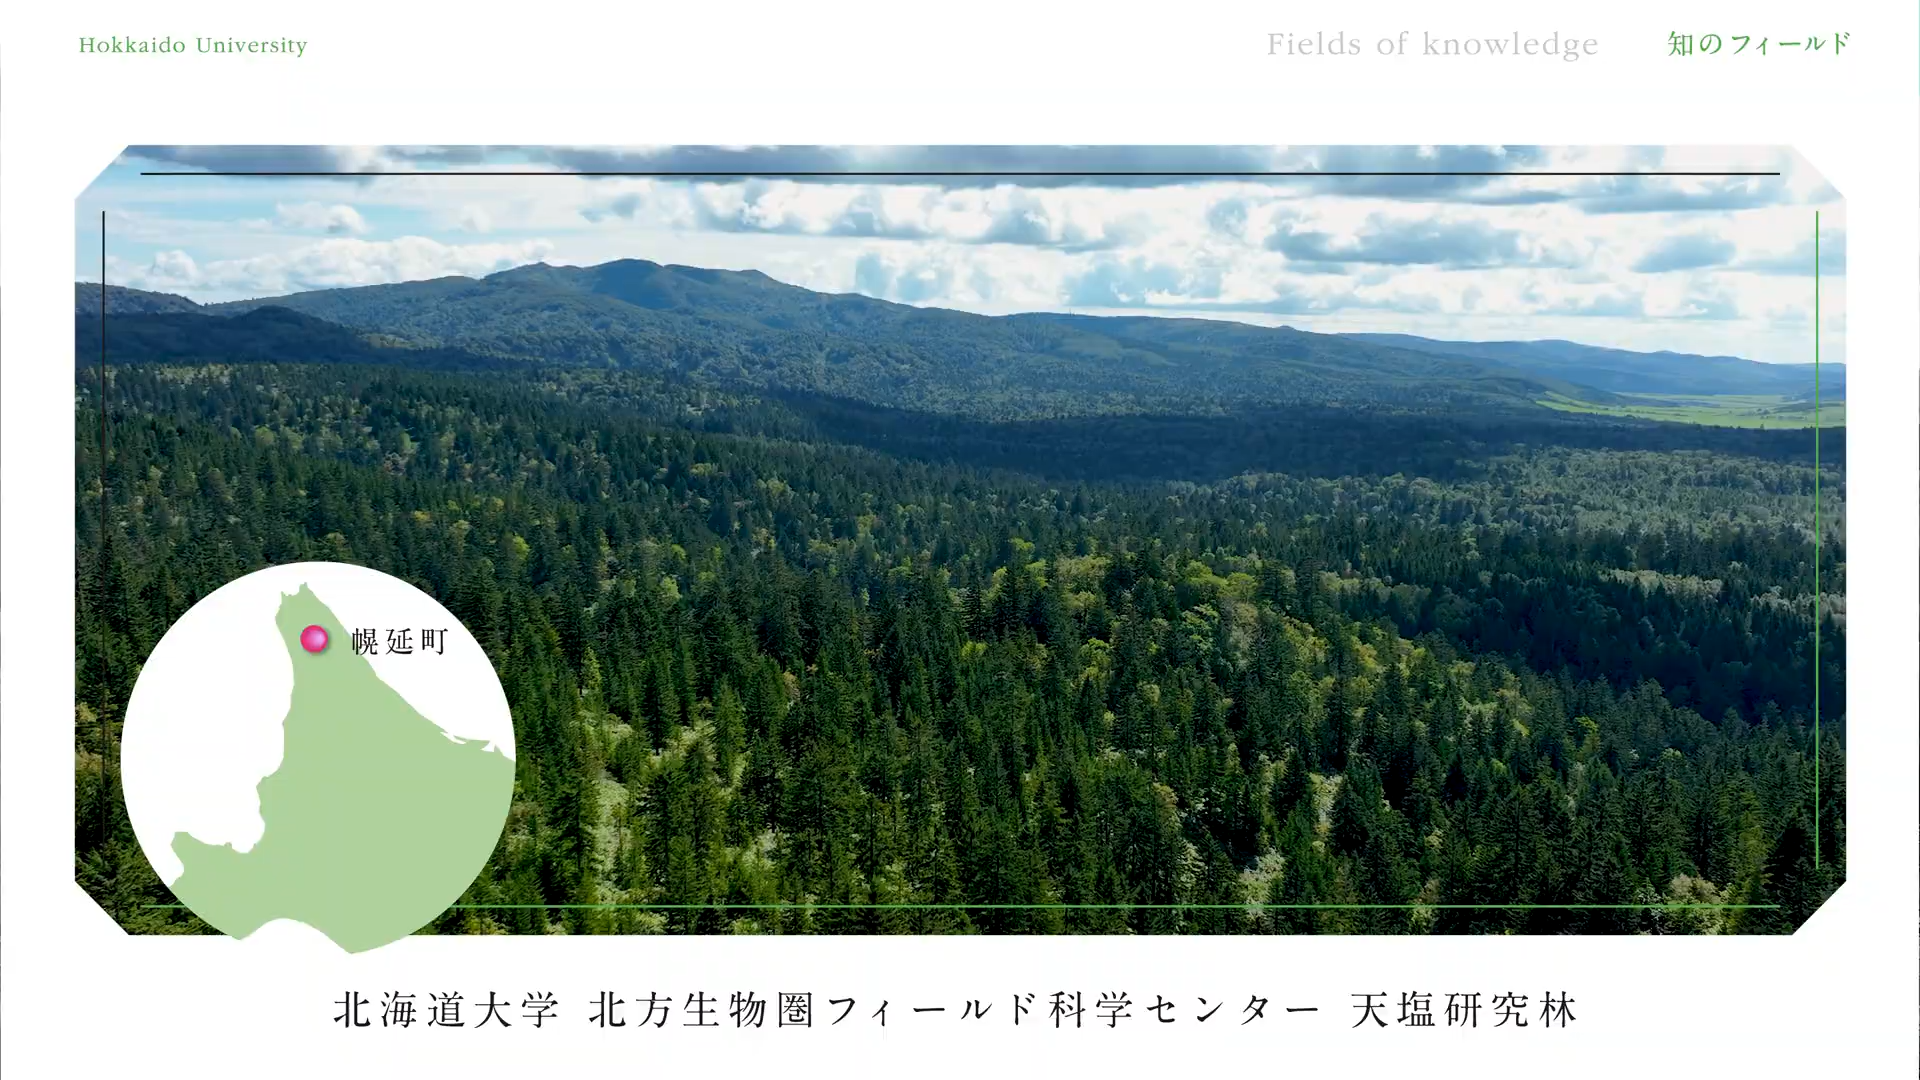 Hokkaido University
Fields of knowledge
知のフィールド
幌延町
北海道大学 北方生物圏フィールド科学センター 天塩研究林